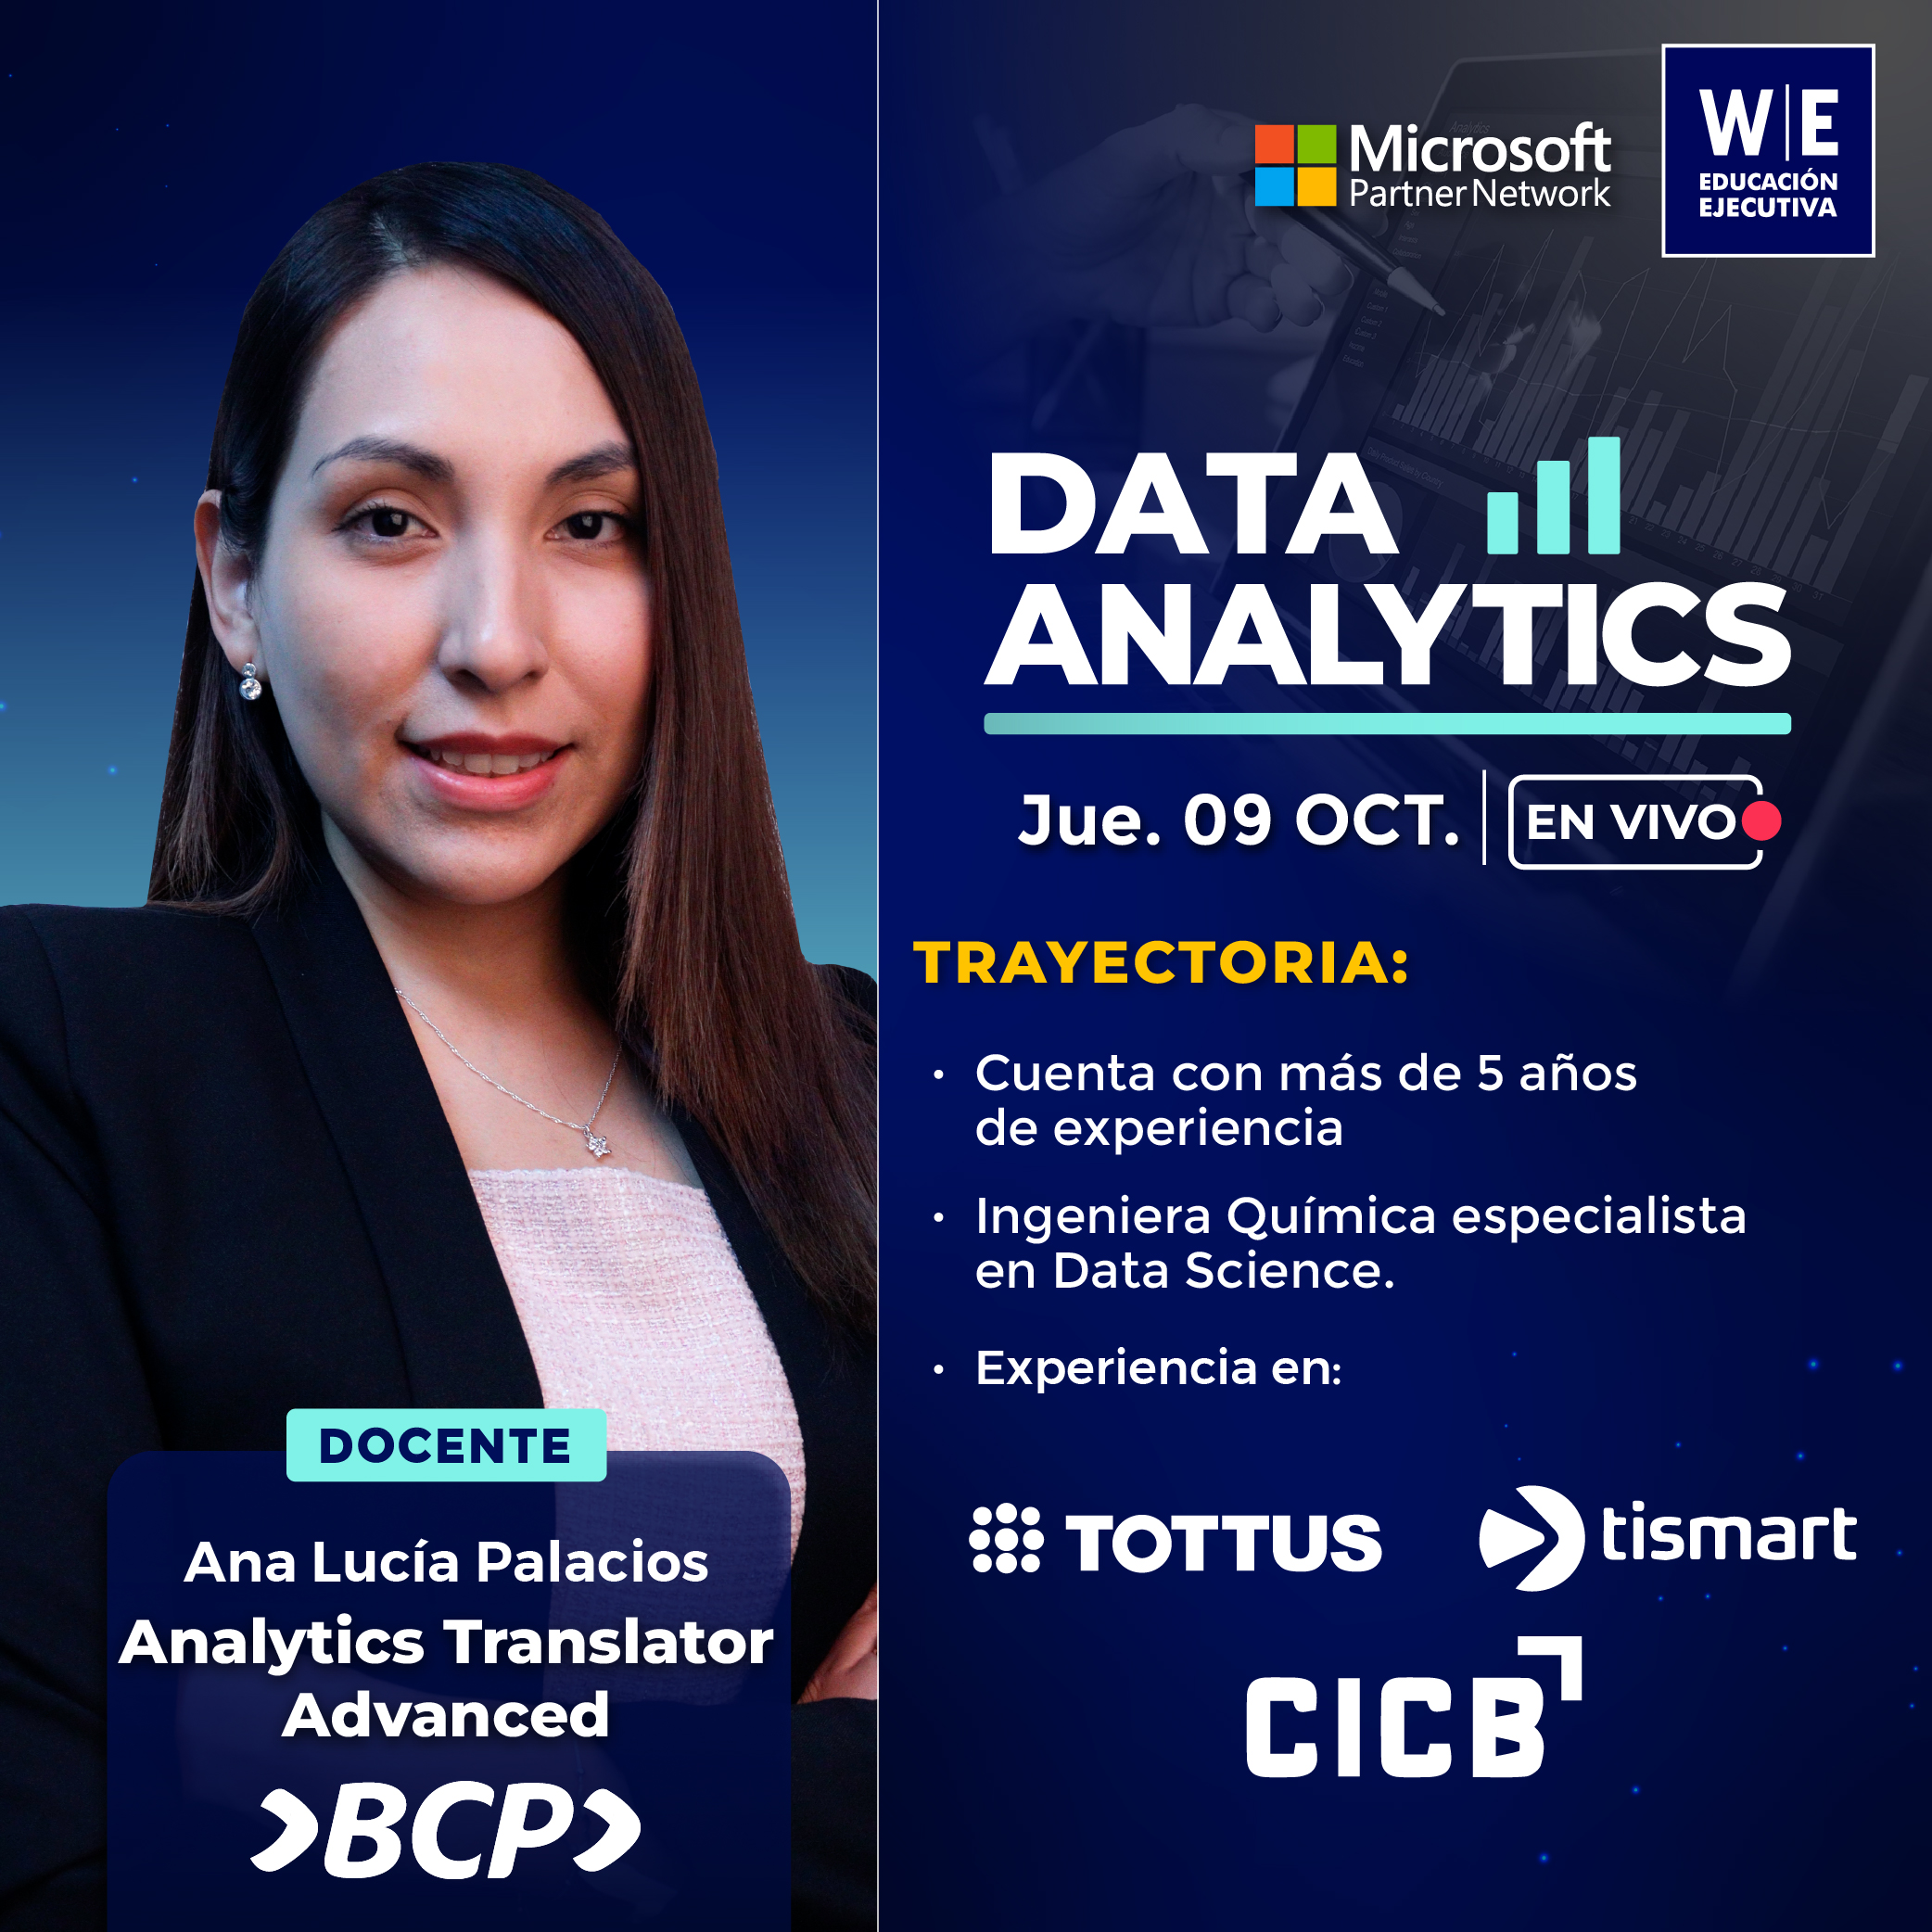 Microsoft
Partner Network
W|E
EDUCACIÓN
EJECUTIVA
DATA
ANALYTICS
Jue. 09 OCT.
EN VIVO
TRAYECTORIA:
• Cuenta con más de 5 años
de experiencia
• Ingeniera Química especialista
en Data Science.
• Experiencia en:
TOTTUS
tismart
CICB
DOCENTE
Ana Lucía Palacios
Analytics Translator
Advanced
BCP